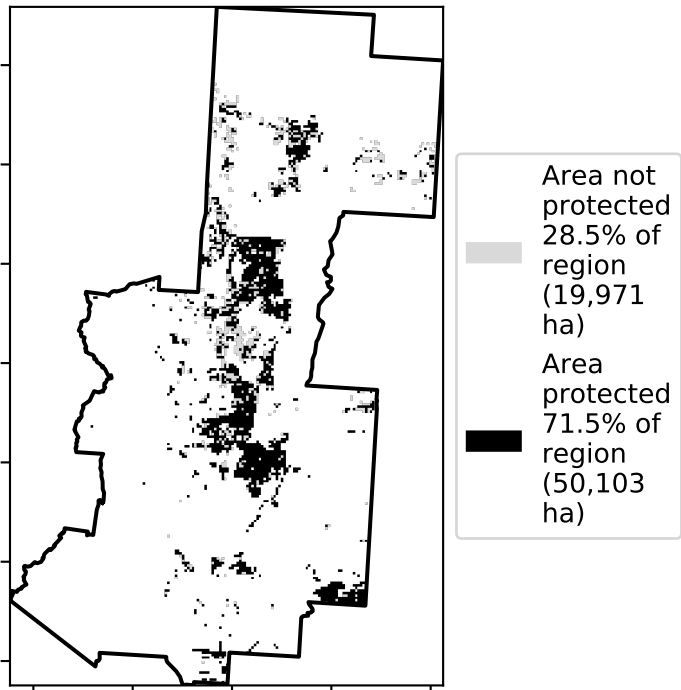 Area not
protected
28.5% of
region
(19,971
ha)
Area
protected
71.5% of
region
(50,103
ha)